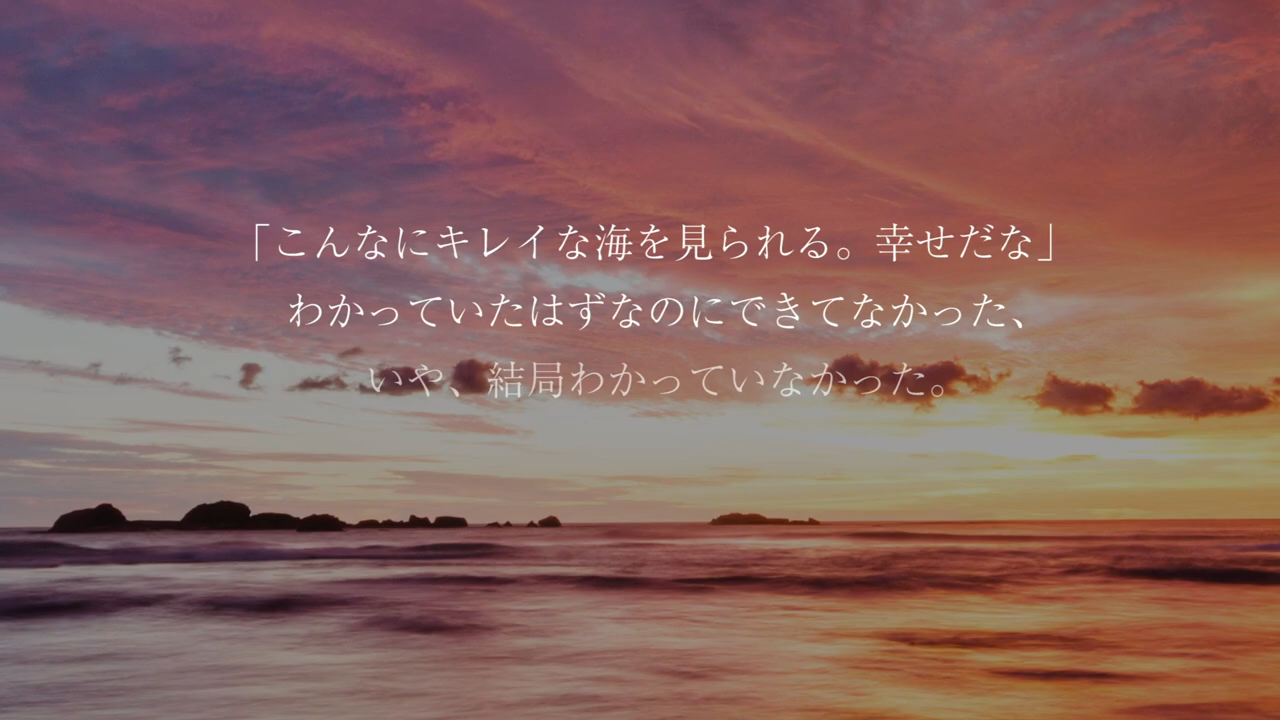 「こんなにキレイな海を見られる。幸せだな」
わかっていたはずなのにできてなかった、
いや、結局わかっていなかった。